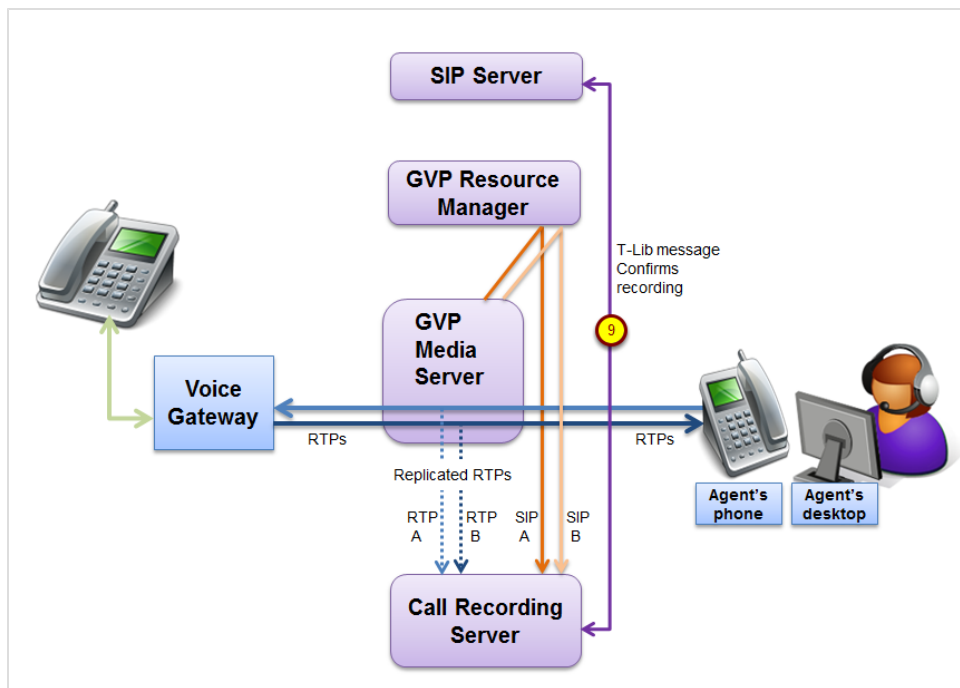 SIP Server
GVP Resource
Manager
T-Lib message
Confirms
recording
9
GVP
Media
Server
Voice
Gateway
RTPs
RTPs
Replicated RTPs
Agent's
phone
Agent's
desktop
RTP
A
RTP
B
SIP
A
SIP
B
Call Recording
Server